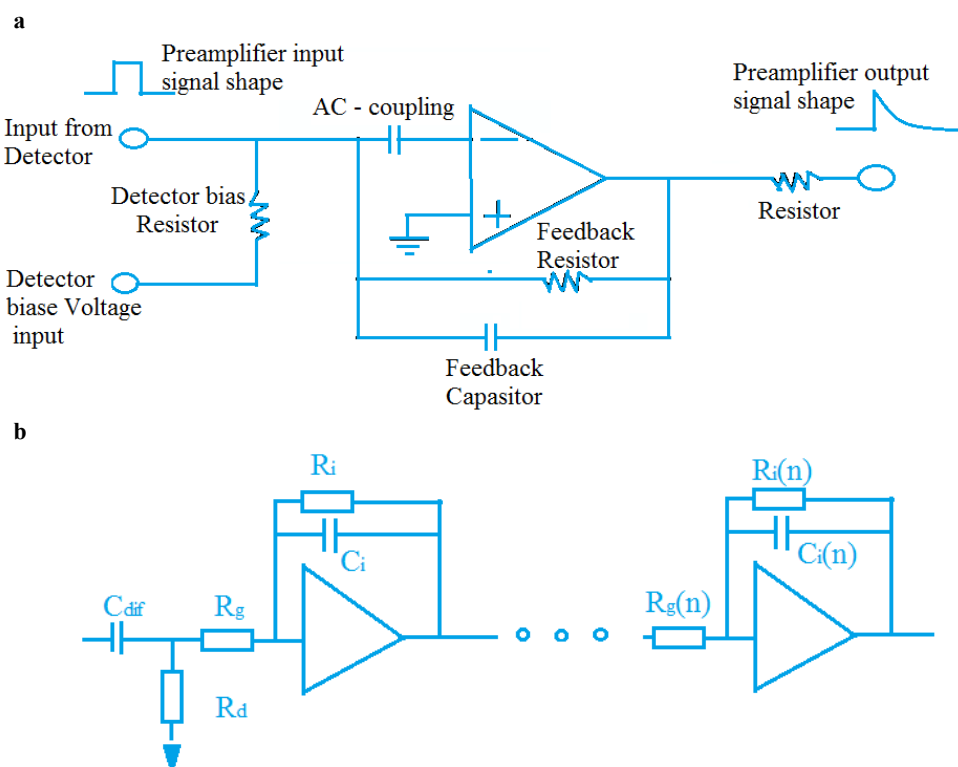 a
Preamplifier input
signal shape
Preamplifier output
signal shape
AC - coupling
Input from
Detector
Detector bias
Resistor
Resistor
Feedback
Resistor
Detector
biase Voltage
input
Feedback
Capasitor
b
Ri
Ri(n)
Ci
Ci(n)
Cdif
Rg
Rg(n)
Rd